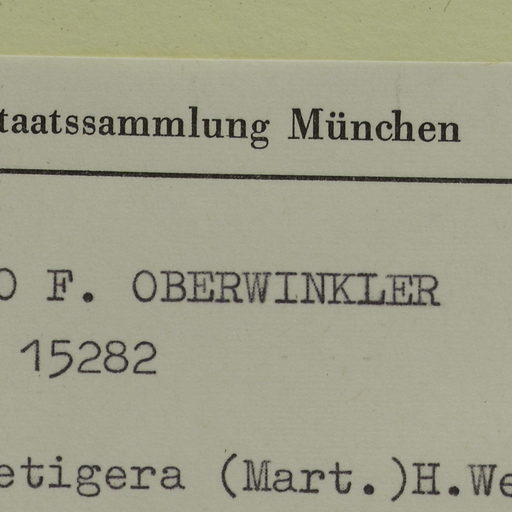 taatssammlung München
O F. OBERWINKLER
15282
etigera (Mart.)H.We